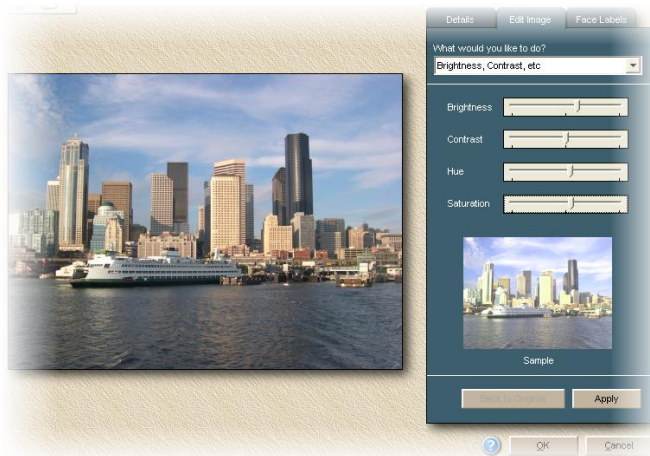 Details
Edit Image
Face Labels
What would you like to do?
Brightness, Contrast, etc
Brightness
Contrast
Hue
Saturation
Sample
Back to Original
Apply
OK
Cancel